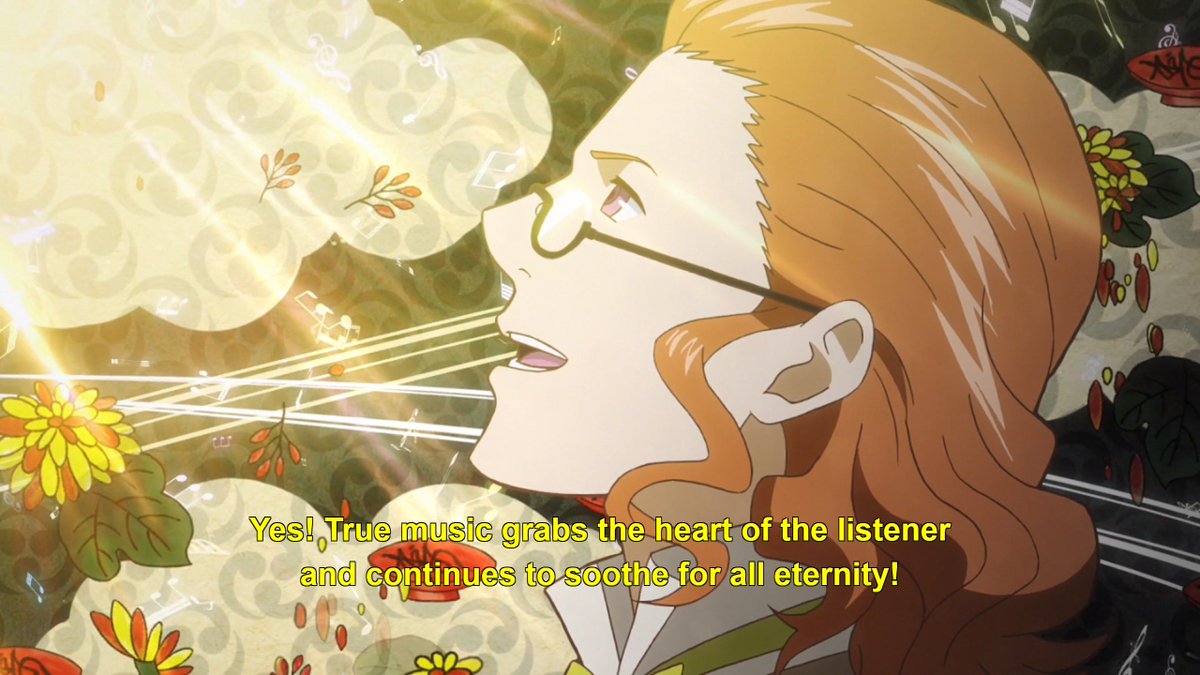 Yes! True music grabs the heart of the listener
and continues to soothe for all eternity!